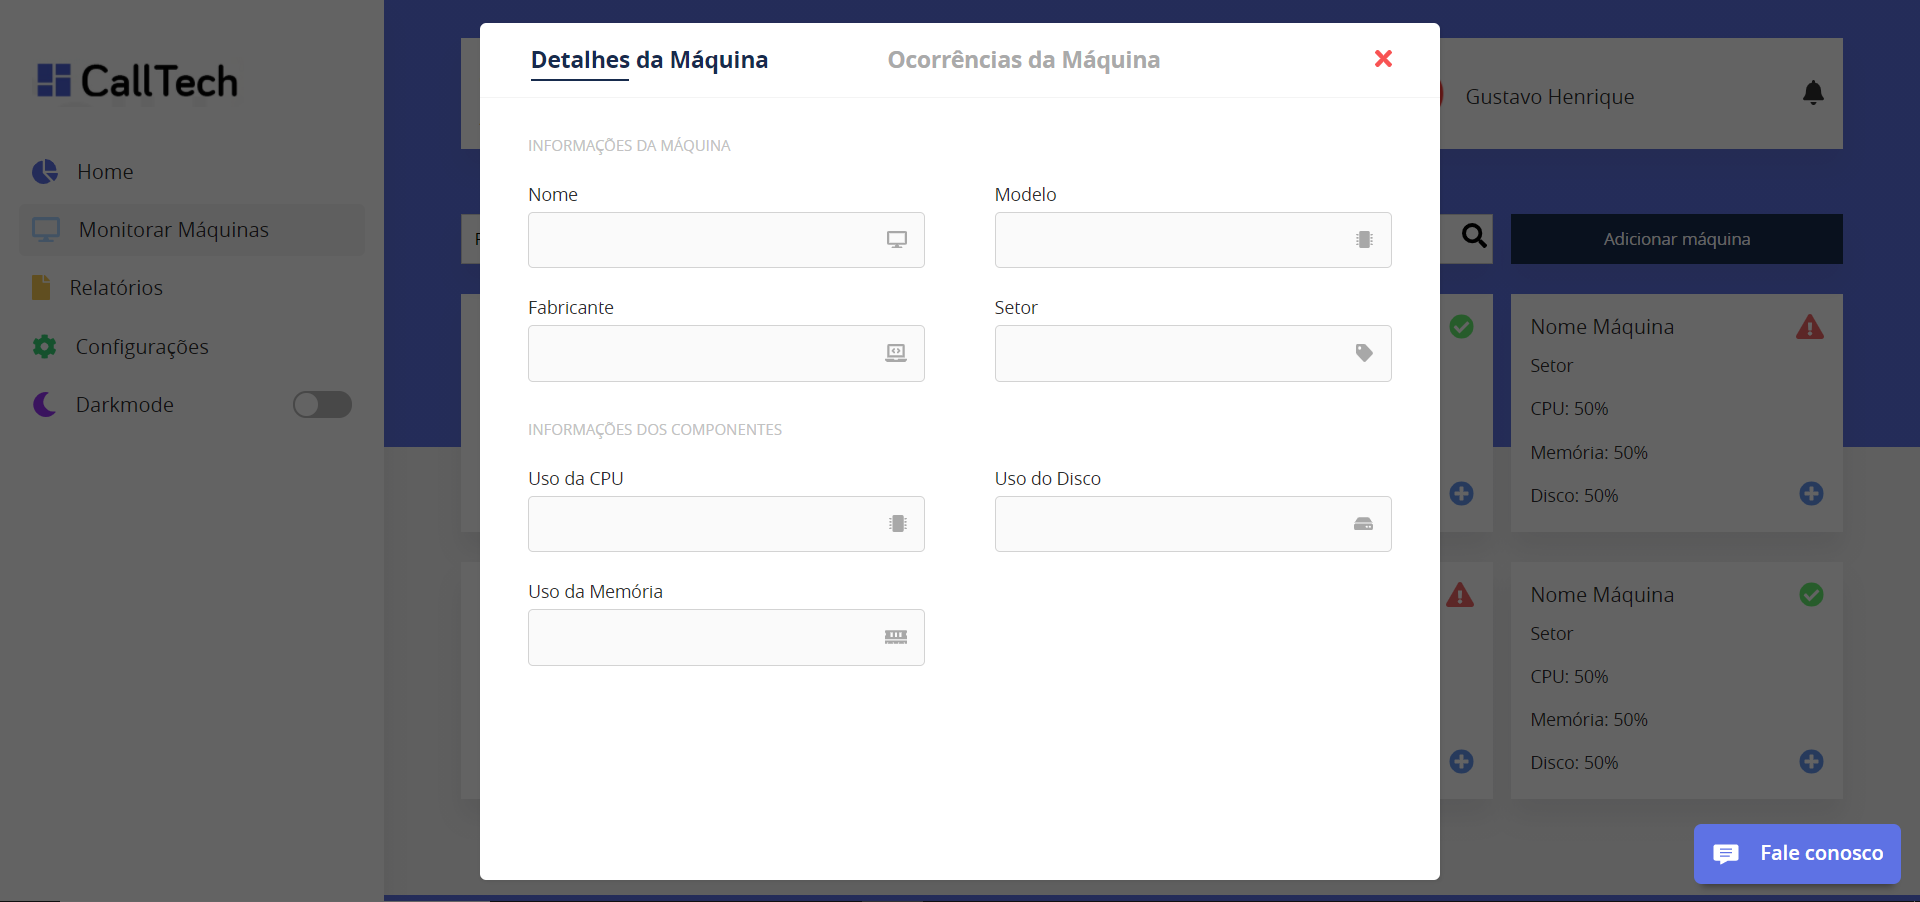 CallTech
Home
Monitorar Máquinas
Relatórios
Configurações
Darkmode
Detalhes da Máquina
Ocorrências da Máquina
INFORMAÇÕES DA MÁQUINA
Nome
Modelo
Fabricante
Setor
INFORMAÇÕES DOS COMPONENTES
Uso da CPU
Uso do Disco
Uso da Memória
Gustavo Henrique
Adicionar máquina
Nome Máquina
Setor
CPU: 50%
Memória: 50%
Disco: 50%
Nome Máquina
Setor
CPU: 50%
Memória: 50%
Disco: 50%
Fale conosco